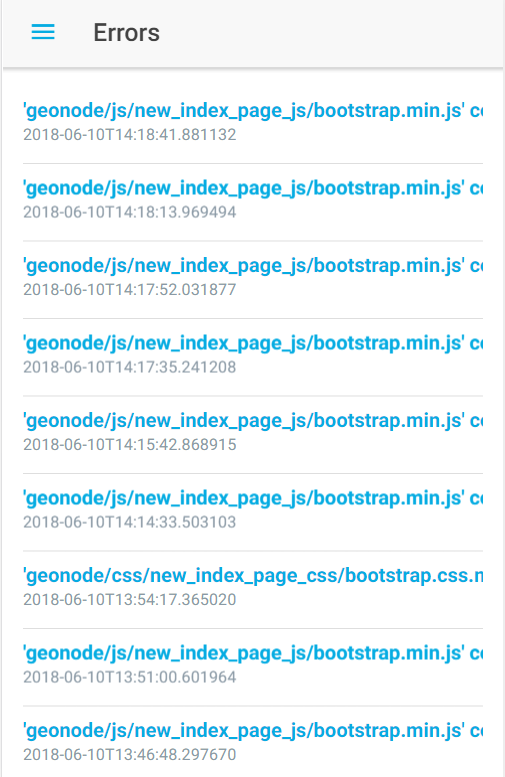 Errors
'geonode/js/new_index_page_js/bootstrap.min.js'
2018-06-10T14:18:41.881132
'geonode/js/new_index_page_js/bootstrap.min.js'
2018-06-10T14:18:13.969494
'geonode/js/new_index_page_js/bootstrap.min.js'
2018-06-10T14:17:52.031877
'geonode/js/new_index_page_js/bootstrap.min.js'
2018-06-10T14:17:35.241208
'geonode/js/new_index_page_js/bootstrap.min.js'
2018-06-10T14:15:42.868915
'geonode/js/new_index_page_js/bootstrap.min.js'
2018-06-10T14:14:33.503103
'geonode/css/new_index_page_css/bootstrap.css.
2018-06-10T13:54:17.365020
'geonode/js/new_index_page_js/bootstrap.min.js'
2018-06-10T13:51:00.601964
'geonode/js/new_index_page_js/bootstrap.min.js'
2018-06-10T13:46:48.297670